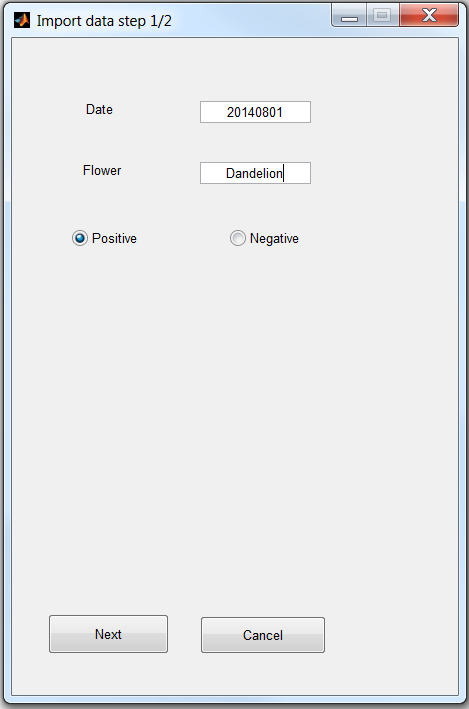 Import data step 1/2
Date 20140801
Flower Dandelion
Positive Negative
Next Cancel